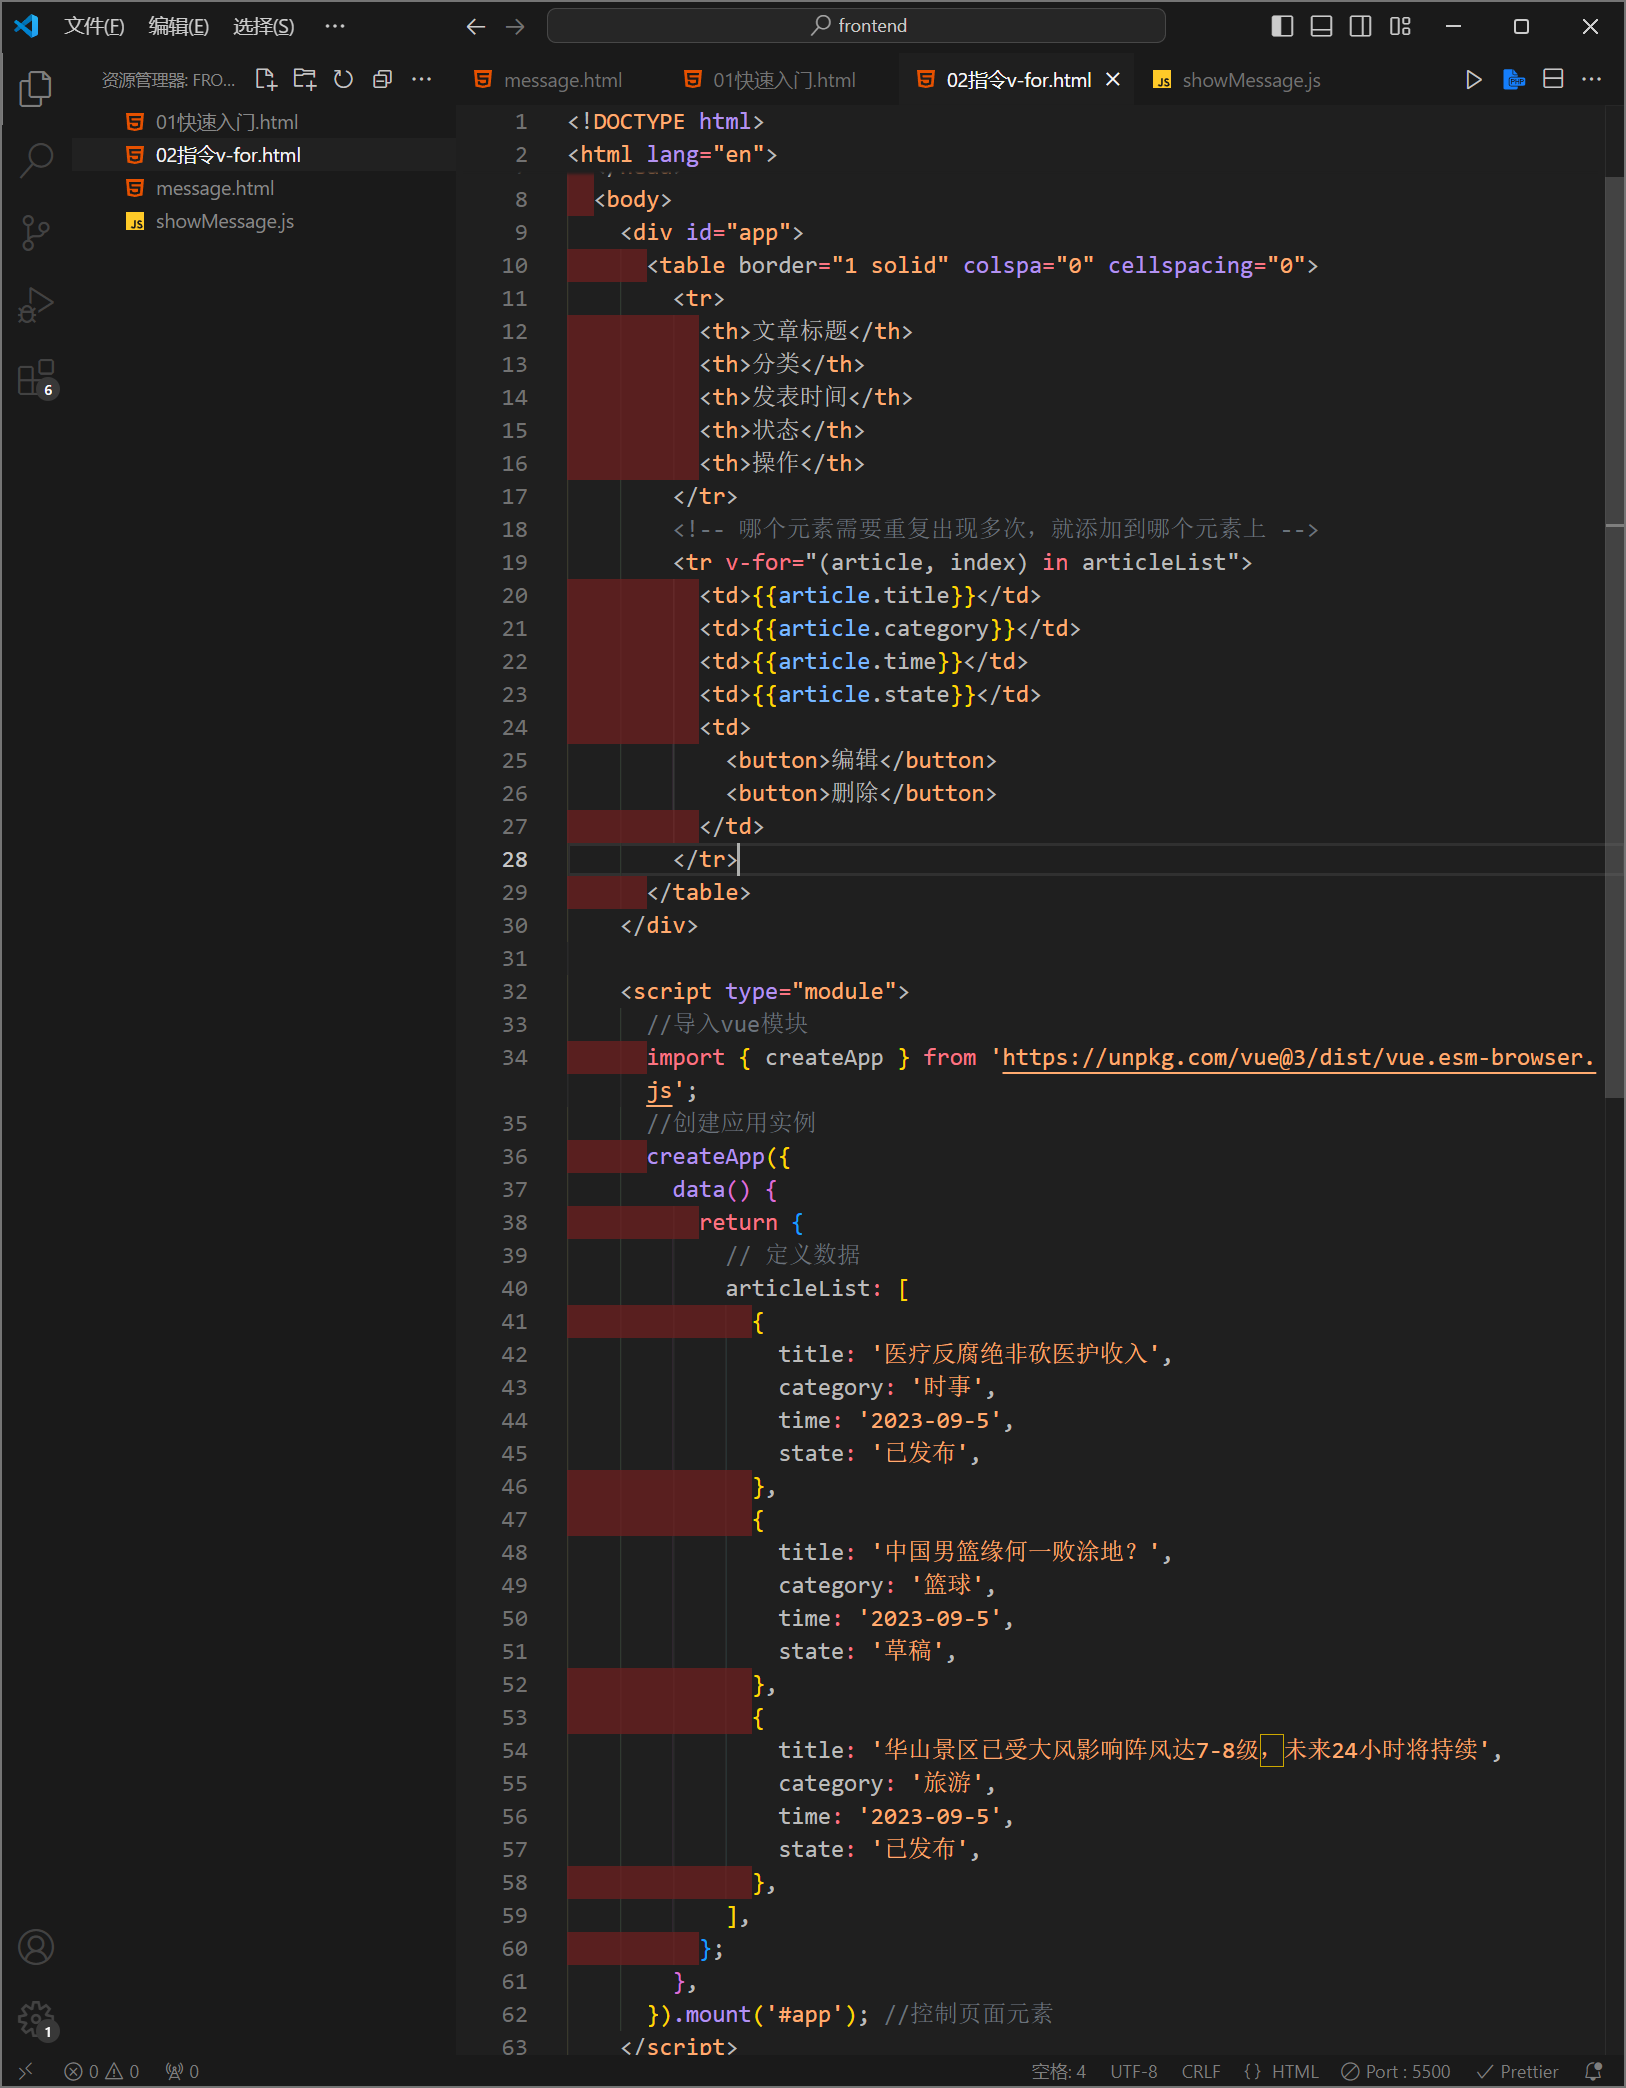 文件(F) 编辑(E) 选择(S) ··· frontend
资源管理器: FRO...
01快速入门.html
02指令v-for.html
message.html
showMessage.js
6
1
message.html 01快速入门.html 02指令v-for.html showMessage.js
1 <!DOCTYPE html>
2 <html lang="en">
8 <body>
9 <div id="app">
10 <table border="1 solid" colspa="0" cellspacing="0">
11 <tr>
12 <th>文章标题</th>
13 <th>分类</th>
14 <th>发表时间</th>
15 <th>状态</th>
16 <th>操作</th>
17 </tr>
18 <!-- 哪个元素需要重复出现多次，就添加到哪个元素上 -->
19 <tr v-for="(article, index) in articleList">
20 <td>{{article.title}}</td>
21 <td>{{article.category}}</td>
22 <td>{{article.time}}</td>
23 <td>{{article.state}}</td>
24 <td>
25 <button>编辑</button>
26 <button>删除</button>
27 </td>
28 </tr>
29 </table>
30 </div>
31
32 <script type="module">
33 //导入vue模块
34 import { createApp } from 'https://unpkg.com/vue@3/dist/vue.esm-browser.
js';
35 //创建应用实例
36 createApp({
37 data() {
38 return {
39 // 定义数据
40 articleList: [
41 {
42 title: '医疗反腐绝非砍医护收入',
43 category: '时事',
44 time: '2023-09-5',
45 state: '已发布',
46 },
47 {
48 title: '中国男篮缘何一败涂地？',
49 category: '篮球',
50 time: '2023-09-5',
51 state: '草稿',
52 },
53 {
54 title: '华山景区已受大风影响阵风达7-8级，未来24小时将持续',
55 category: '旅游',
56 time: '2023-09-5',
57 state: '已发布',
58 },
59 ],
60 };
61 },
62 }).mount('#app'); //控制页面元素
63 </script>
0 0 0 空格: 4 UTF-8 CRLF {} HTML Port : 5500 Prettier